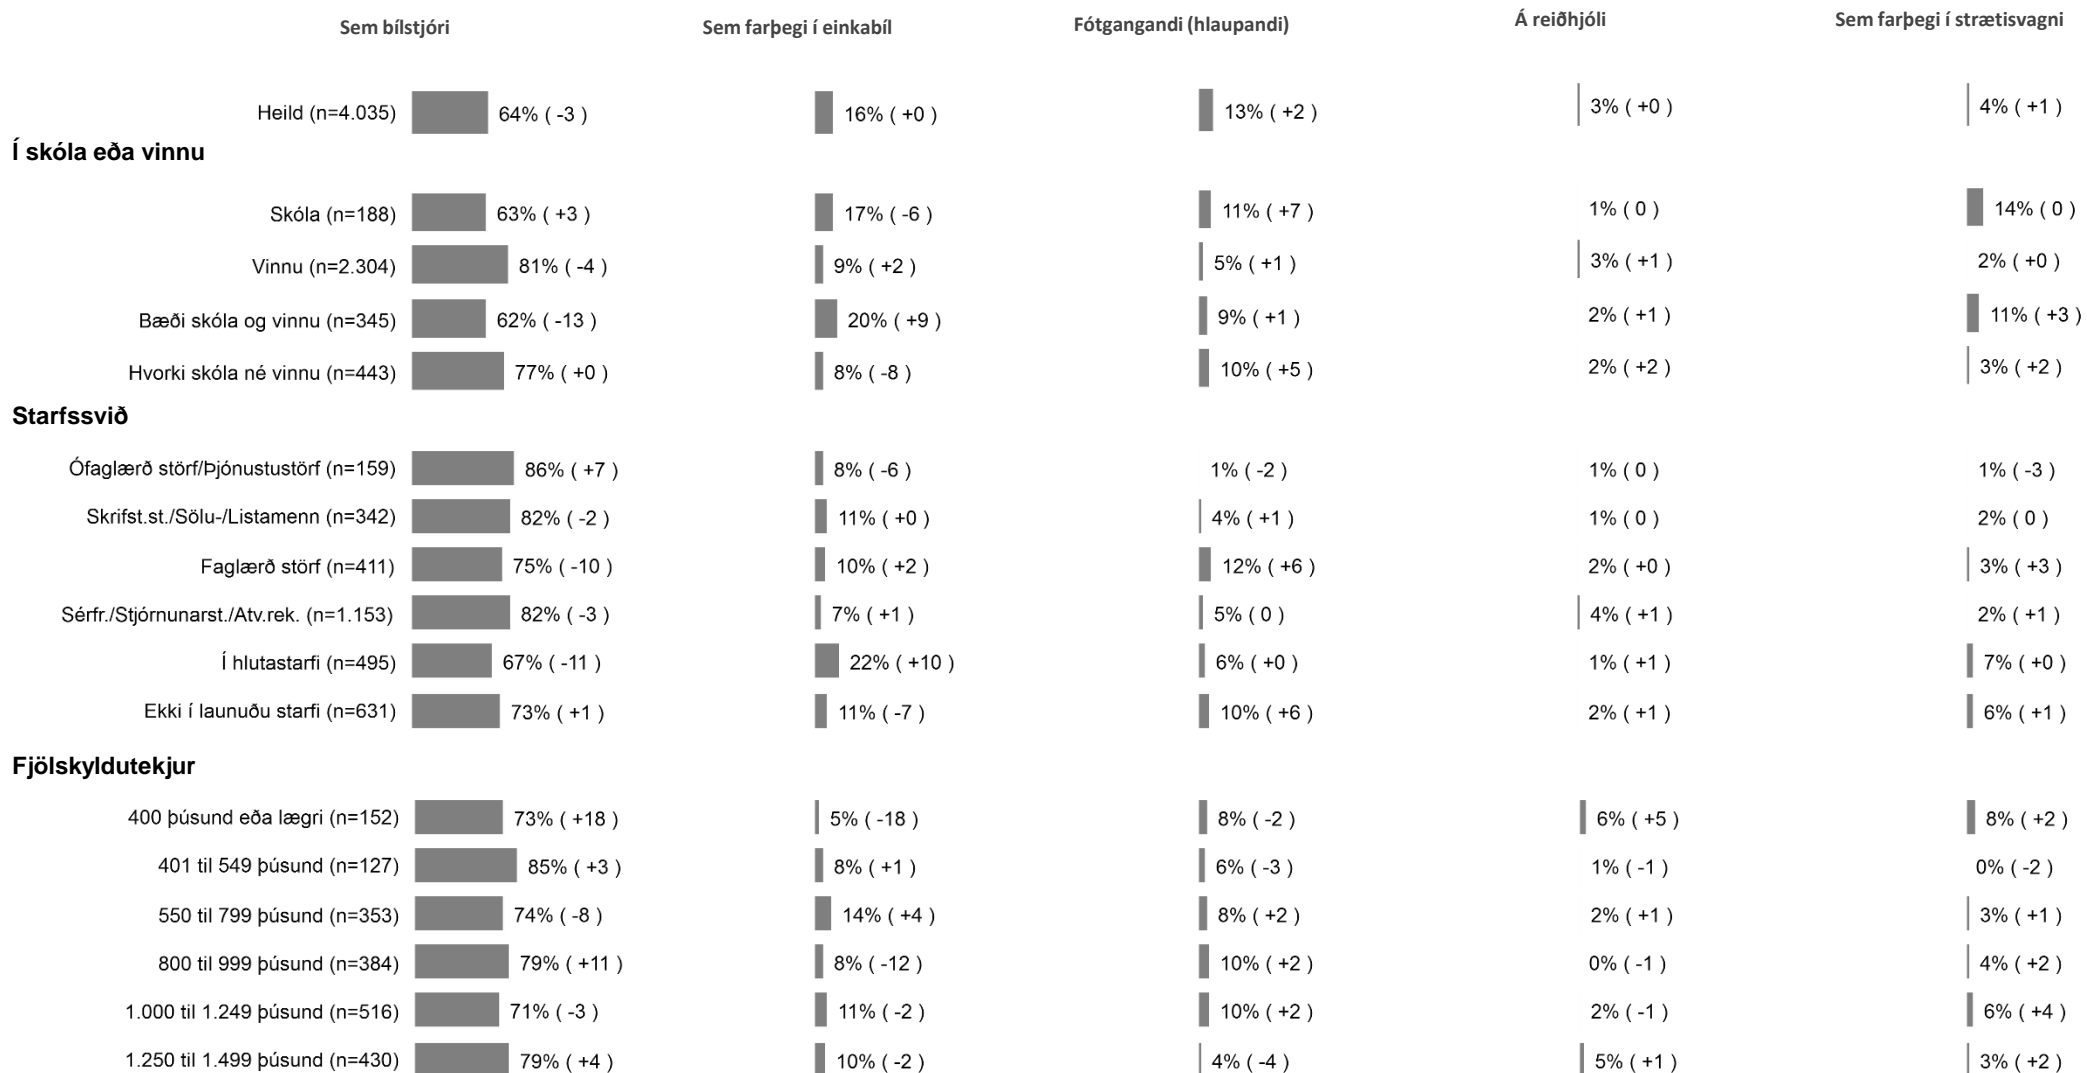 Sem bílstjóri Sem farþegi í einkabíl Fótgangandi (hlaupandi) Á reiðhjóli Sem farþegi í strætisvagni
Heild (n=4.035) 64% ( -3 ) 16% ( +0 ) 13% ( +2 ) 3% ( +0 ) 4% ( +1 )
Í skóla eða vinnu
Skóla (n=188) 63% ( +3 ) 17% ( -6 ) 11% ( +7 ) 1% ( 0 ) 14% ( 0 )
Vinnu (n=2.304) 81% ( -4 ) 9% ( +2 ) 5% ( +1 ) 3% ( +1 ) 2% ( +0 )
Bæði skóla og vinnu (n=345) 62% ( -13 ) 20% ( +9 ) 9% ( +1 ) 2% ( +1 ) 11% ( +3 )
Hvorki skóla né vinnu (n=443) 77% ( +0 ) 8% ( -8 ) 10% ( +5 ) 2% ( +2 ) 3% ( +2 )
Starfssvið
Ófaglærð störf/Þjónustustörf (n=159) 86% ( +7 ) 8% ( -6 ) 1% ( -2 ) 1% ( 0 ) 1% ( -3 )
Skrifst.st./Sölu-/Listamenn (n=342) 82% ( -2 ) 11% ( +0 ) 4% ( +1 ) 1% ( 0 ) 2% ( 0 )
Faglærð störf (n=411) 75% ( -10 ) 10% ( +2 ) 12% ( +6 ) 2% ( +0 ) 3% ( +3 )
Sérfr./Stjórnunarst./Atv.rek. (n=1.153) 82% ( -3 ) 7% ( +1 ) 5% ( 0 ) 4% ( +1 ) 2% ( +1 )
Í hlutastarfi (n=495) 67% ( -11 ) 22% ( +10 ) 6% ( +0 ) 1% ( +1 ) 7% ( +0 )
Ekki í launuðu starfi (n=631) 73% ( +1 ) 11% ( -7 ) 10% ( +6 ) 2% ( +1 ) 6% ( +1 )
Fjölskyldutekjur
400 þúsund eða lægri (n=152) 73% ( +18 ) 5% ( -18 ) 8% ( -2 ) 6% ( +5 ) 8% ( +2 )
401 til 549 þúsund (n=127) 85% ( +3 ) 8% ( +1 ) 6% ( -3 ) 1% ( -1 ) 0% ( -2 )
550 til 799 þúsund (n=353) 74% ( -8 ) 14% ( +4 ) 8% ( +2 ) 2% ( +1 ) 3% ( +1 )
800 til 999 þúsund (n=384) 79% ( +11 ) 8% ( -12 ) 10% ( +2 ) 0% ( -1 ) 4% ( +2 )
1.000 til 1.249 þúsund (n=516) 71% ( -3 ) 11% ( -2 ) 10% ( +2 ) 2% ( -1 ) 6% ( +4 )
1.250 til 1.499 þúsund (n=430) 79% ( +4 ) 10% ( -2 ) 4% ( -4 ) 5% ( +1 ) 3% ( +2 )